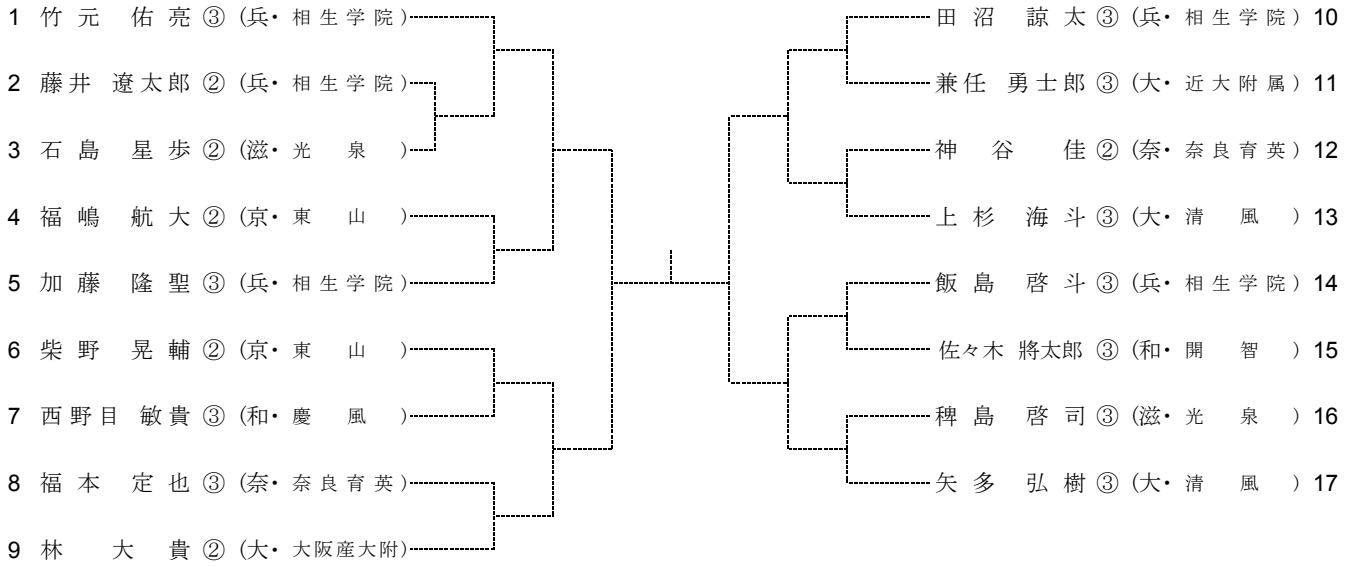 1 竹元 佑亮 ③ (兵・相生学院)
2 藤井 遼太郎 ② (兵・相生学院)
3 石島 星歩 ② (滋・光泉)
4 福嶋 航大 ② (京・東山)
5 加藤 隆聖 ③ (兵・相生学院)
6 柴野 晃輔 ② (京・東山)
7 西野目 敏貴 ③ (和・慶風)
8 福本 定也 ③ (奈・奈良育英)
9 林 大貴 ② (大・大阪産大附)
田沼 諒太 ③ (兵・相生学院) 10
兼任 勇士郎 ③ (大・近大附属) 11
神谷 佳 ② (奈・奈良育英) 12
上杉 海斗 ③ (大・清風) 13
飯島 啓斗 ③ (兵・相生学院) 14
佐々木 將太郎 ③ (和・開智) 15
稗島 啓司 ③ (滋・光泉) 16
矢多 弘樹 ③ (大・清風) 17